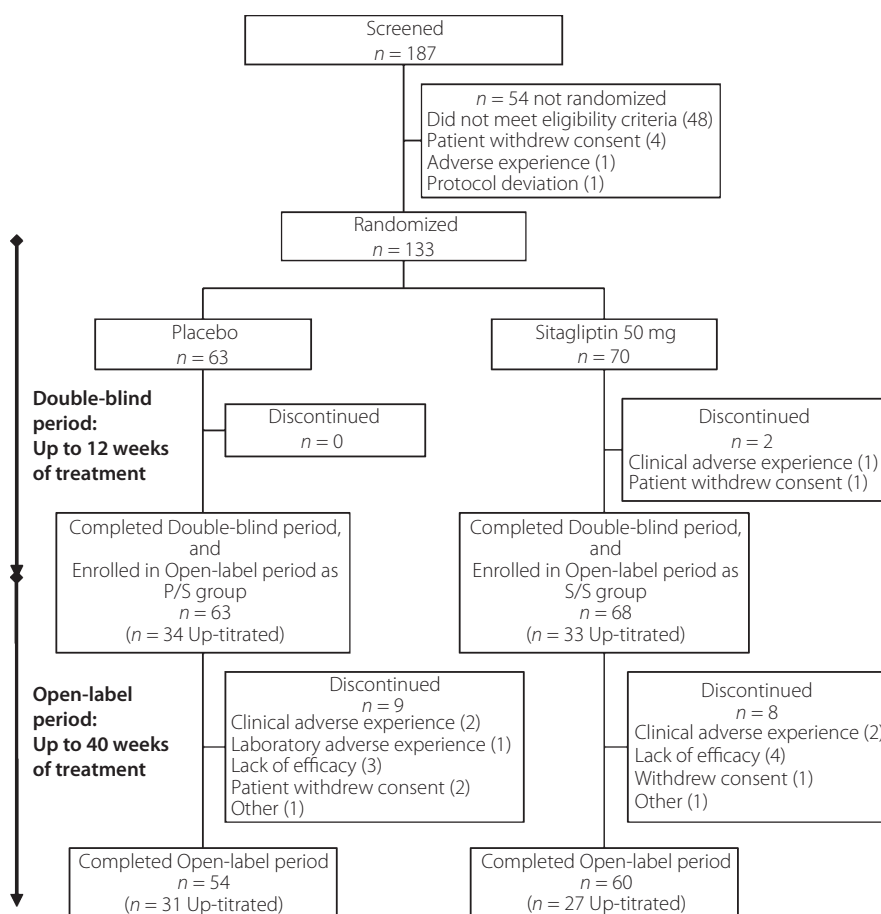 Screened
n = 187
n = 54 not randomized
Did not meet eligibility criteria (48)
Patient withdrew consent (4)
Adverse experience (1)
Protocol deviation (1)
Randomized
n = 133
Placebo
n = 63
Sitagliptin 50 mg
n = 70
Double-blind
period:
Up to 12 weeks
of treatment
Discontinued
n = 0
Discontinued
n = 2
Clinical adverse experience (1)
Patient withdrew consent (1)
Completed Double-blind period,
and
Enrolled in Open-label period as
P/S group
n = 63
(n = 34 Up-titrated)
Completed Double-blind period,
and
Enrolled in Open-label period as
S/S group
n = 68
(n = 33 Up-titrated)
Open-label
period:
Up to 40 weeks
of treatment
Discontinued
n = 9
Clinical adverse experience (2)
Laboratory adverse experience (1)
Lack of efficacy (3)
Patient withdrew consent (2)
Other (1)
Discontinued
n = 8
Clinical adverse experience (2)
Lack of efficacy (4)
Withdrew consent (1)
Other (1)
Completed Open-label period
n = 54
(n = 31 Up-titrated)
Completed Open-label period
n = 60
(n = 27 Up-titrated)